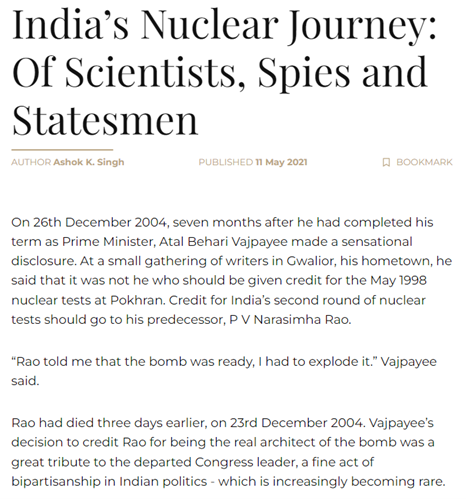 India’s Nuclear Journey:
Of Scientists, Spies and
Statesmen
AUTHOR Ashok K. Singh PUBLISHED 11 May 2021 BOOKMARK
On 26th December 2004, seven months after he had completed his
term as Prime Minister, Atal Behari Vajpayee made a sensational
disclosure. At a small gathering of writers in Gwalior, his hometown, he
said that it was not he who should be given credit for the May 1998
nuclear tests at Pokhran. Credit for India’s second round of nuclear
tests should go to his predecessor, P V Narasimha Rao.
“Rao told me that the bomb was ready, I had to explode it.” Vajpayee
said.
Rao had died three days earlier, on 23rd December 2004. Vajpayee’s
decision to credit Rao for being the real architect of the bomb was a
great tribute to the departed Congress leader, a fine act of
bipartisanship in Indian politics - which is increasingly becoming rare.